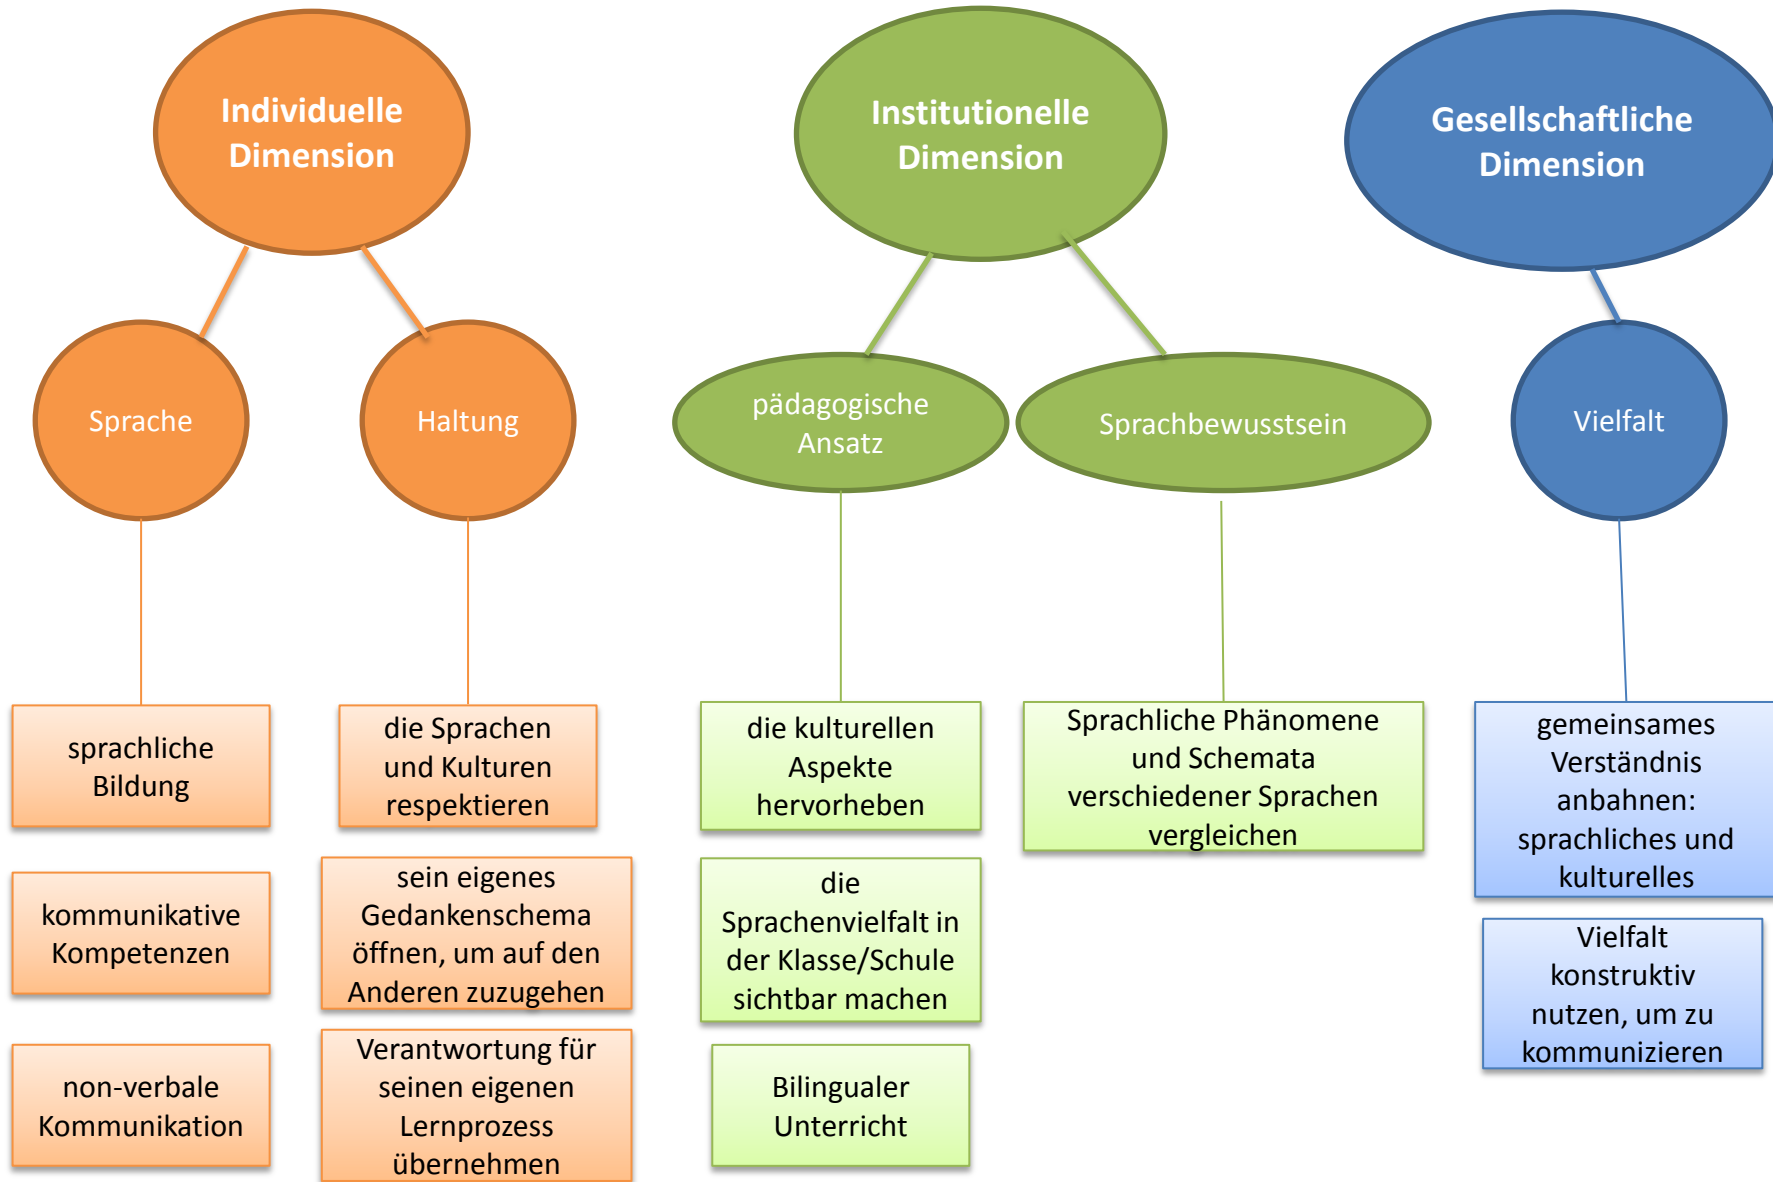 Individuelle
Dimension
Institutionelle
Dimension
Gesellschaftliche
Dimension
Sprache
Haltung
pädagogische
Ansatz
Sprachbewusstsein
Vielfalt
sprachliche
Bildung
kommunikative
Kompetenzen
non-verbale
Kommunikation
die Sprachen
und Kulturen
respektieren
sein eigenes
Gedankenschema
öffnen, um auf den
Anderen zuzugehen
Verantwortung für
seinen eigenen
Lernprozess
übernehmen
die kulturellen
Aspekte
hervorheben
die
Sprachenvielfalt in
der Klasse/Schule
sichtbar machen
Bilingualer
Unterricht
Sprachliche Phänomene
und Schemata
verschiedener Sprachen
vergleichen
gemeinsames
Verständnis
anbahnen:
sprachliches und
kulturelles
Vielfalt
konstruktiv
nutzen, um zu
kommunizieren